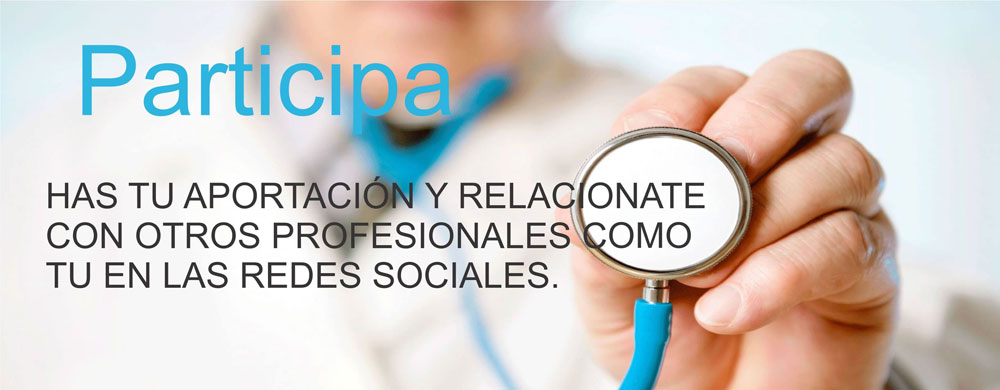 Participa
HAS TU APORTACIÓN Y RELACIONATE
CON OTROS PROFESIONALES COMO
TU EN LAS REDES SOCIALES.